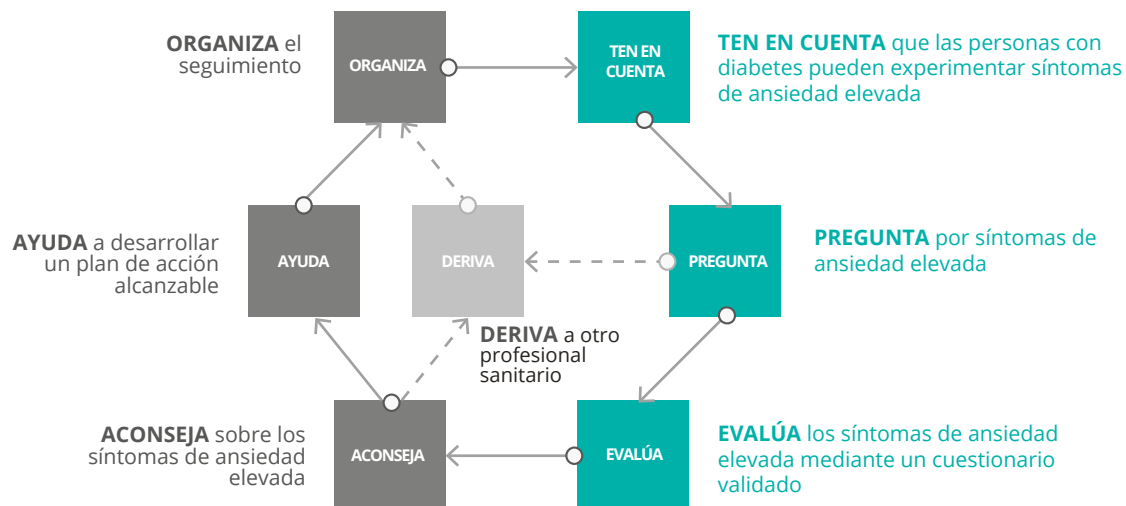 ORGANIZA el
seguimiento
ORGANIZA
TEN EN
CUENTA
TEN EN CUENTA que las personas con
diabetes pueden experimentar síntomas
de ansiedad elevada
AYUDA a desarrollar
un plan de acción
alcanzable
AYUDA
DERIVA
PREGUNTA
PREGUNTA por síntomas de
ansiedad elevada
DERIVA a otro
profesional
sanitario
ACONSEJA sobre los
síntomas de ansiedad
elevada
ACONSEJA
EVALÚA
EVALÚA los síntomas de ansiedad
elevada mediante un cuestionario
validado